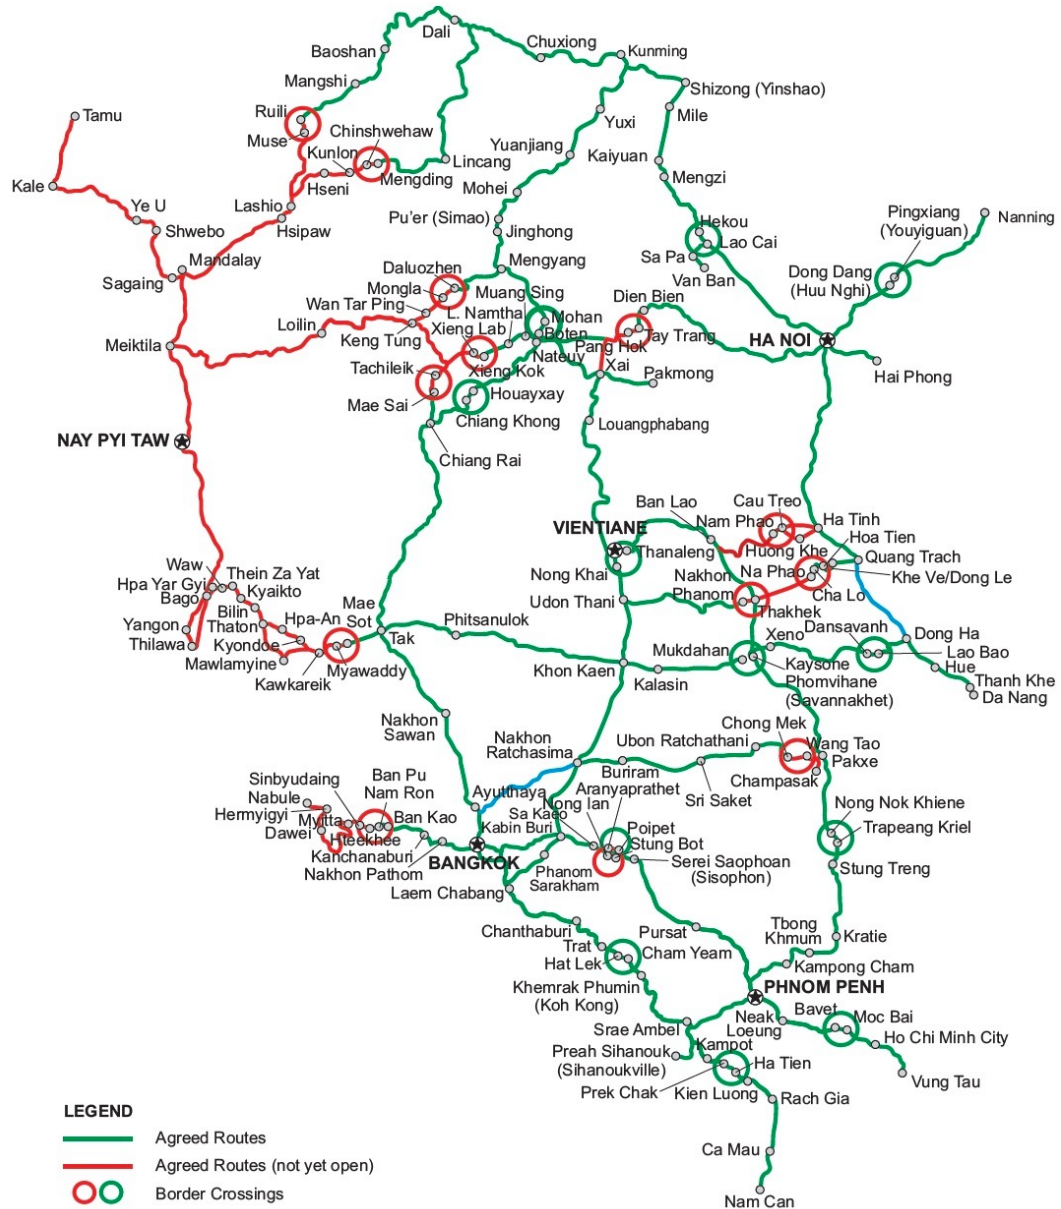 Dali
Chuxiong
Kunming
Baoshan
Mangshi
Shizong (Yinshao)
Ruili
Mile
Tamu
Chinshwehaw
Yuxi
Muse
Kunlon
Yuanjiang
Kaiyuan
Lincang
Mengding
Kale
Hseni
Mohei
Mengzi
Ye U
Lashio
Pingxiang
(Youyiguan)
Nanning
Shwebo
Hsipaw
Pu'er (Simao)
Jinghong
Hekou
Lao Cai
Mandalay
Sa Pa
Sagaing
Daluozhen
Mengyang
Van Ban
Dong Dang
(Huu Nghi)
Mongla
Muang Sing
Dien Bien
Wan Tar Ping
L. Namtha
Mohan
Loilin
Xieng Lab
Boten
Tay Trang
HA NOI
Keng Tung
Pang Hok
Meiktila
Nateuy
Tachileik
Xieng Kok
Xai
Pakmong
Hai Phong
Houayxay
Mae Sai
Chiang Khong
Louangphabang
NAY PYI TAW
Chiang Rai
Ban Lao
Cau Treo
VIENTIANE
Nam Phao
Ha Tinh
Hoa Tien
Thanaleng
Huong Khe
Quang Trach
Waw
Thein Za Yat
Nong Khai
Nakhon
Phanom
Na Phao
Khe Ve/Dong Le
Hpa Yar Gyi
Kyaikto
Cha Lo
Bago
Udon Thani
Thakhek
Bilin
Mae
Sot
Yangon
Thaton
Hpa-An
Phitsanulok
Xeno
Dansavanh
Thilawa
Kyondoe
Tak
Dong Ha
Mawlamyine
Mukdahan
Lao Bao
Myawaddy
Khon Kaen
Kaysone
Phomvihane
(Savannakhet)
Hue
Kawkareik
Kalasin
Thanh Khe
Da Nang
Nakhon
Sawan
Chong Mek
Nakhon
Ratchasima
Ubon Ratchathani
Wang Tao
Pakxe
Buriram
Champasak
Sinbyudaing
Ban Pu
Aranyaprathet
Nabule
Nam Ron
Ayutthaya
Nong Ian
Sri Saket
Nong Nok Khiene
Hermyigyi
Myitta
Ban Kao
Sa Kaeo
Dawei
Kabin Buri
Poipet
Trapeang Kriel
Hteekhee
Stung Bot
Kanchanaburi
BANGKOK
Serei Saophoan
(Sisophon)
Stung Treng
Nakhon Pathom
Phanom
Sarakham
Laem Chabang
Chanthaburi
Pursat
Tbong
Khmum
Kratie
Trat
Hat Lek
Cham Yeam
Kampong Cham
Khemrak Phumin
(Koh Kong)
PHNOM PENH
Neak
Loeung
Bavet
Moc Bai
Srae Ambel
Ho Chi Minh City
Kampot
Preah Sihanouk
(Sihanoukville)
Ha Tien
Vung Tau
Prek Chak
Kien Luong
Rach Gia
LEGEND
Agreed Routes
Ca Mau
Agreed Routes (not yet open)
Border Crossings
Nam Can